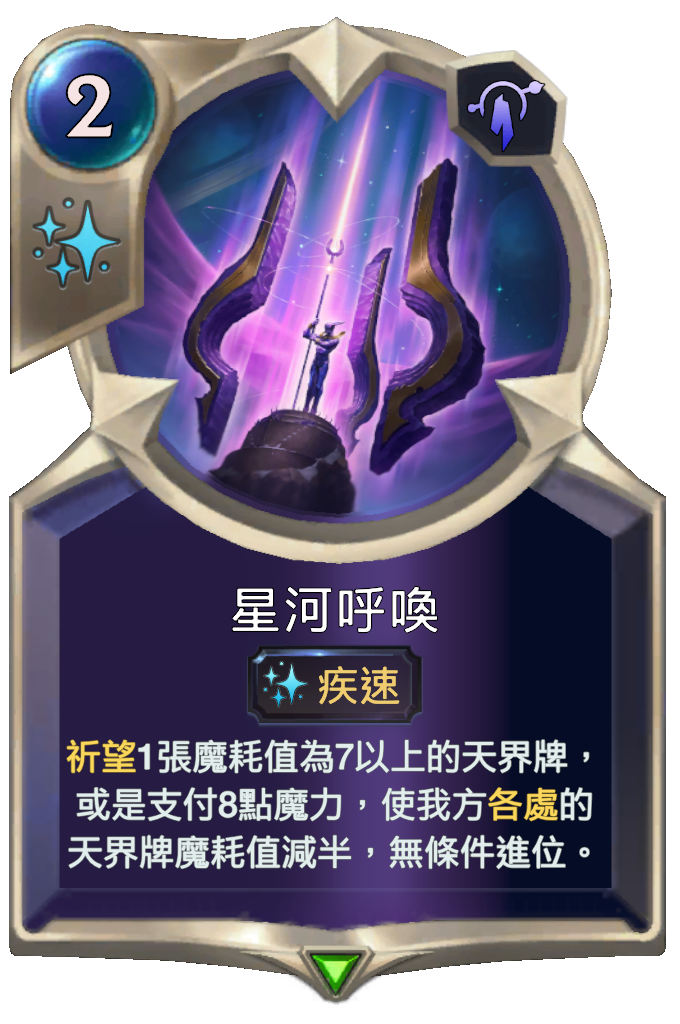 2
星河呼喚
疾速
祈望1張魔耗值為7以上的天界牌，
或是支付8點魔力，使我方各處的
天界牌魔耗值減半，無條件進位。